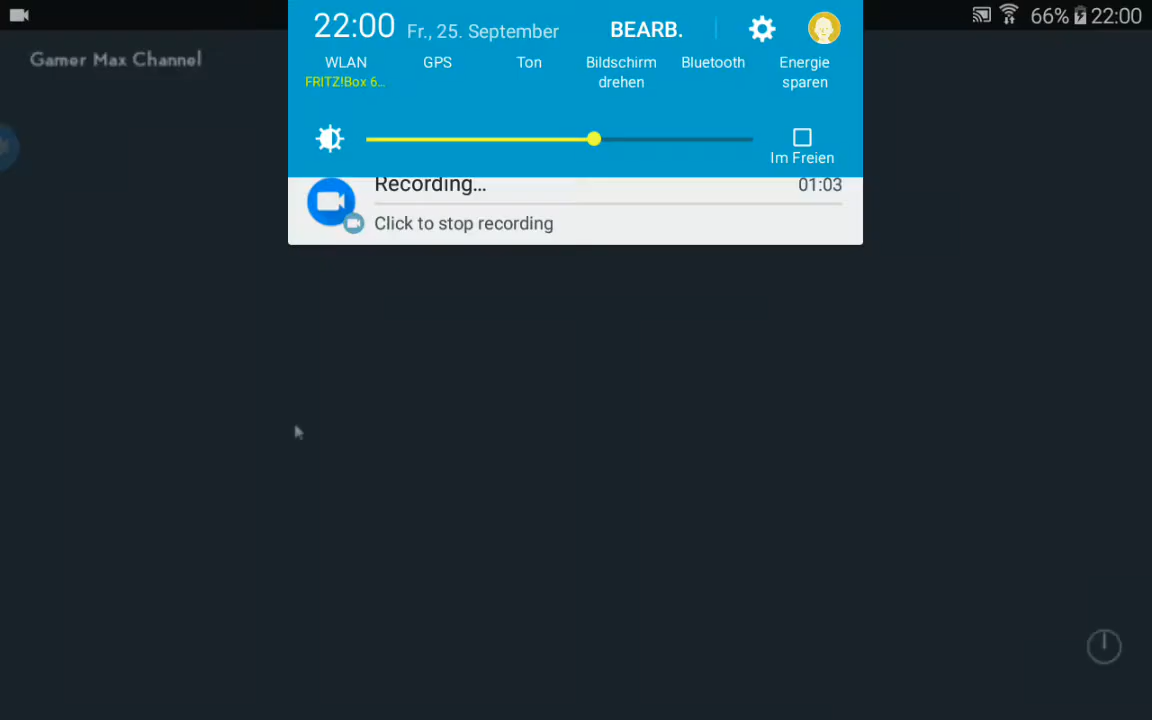 66% 22:00
Gamer Max Channel
22:00 Fr., 25. September BEARB.
WLAN GPS Ton Bildschirm drehen Bluetooth Energie sparen
FRITZ!Box 6...
Im Freien
Recording... 01:03
Click to stop recording